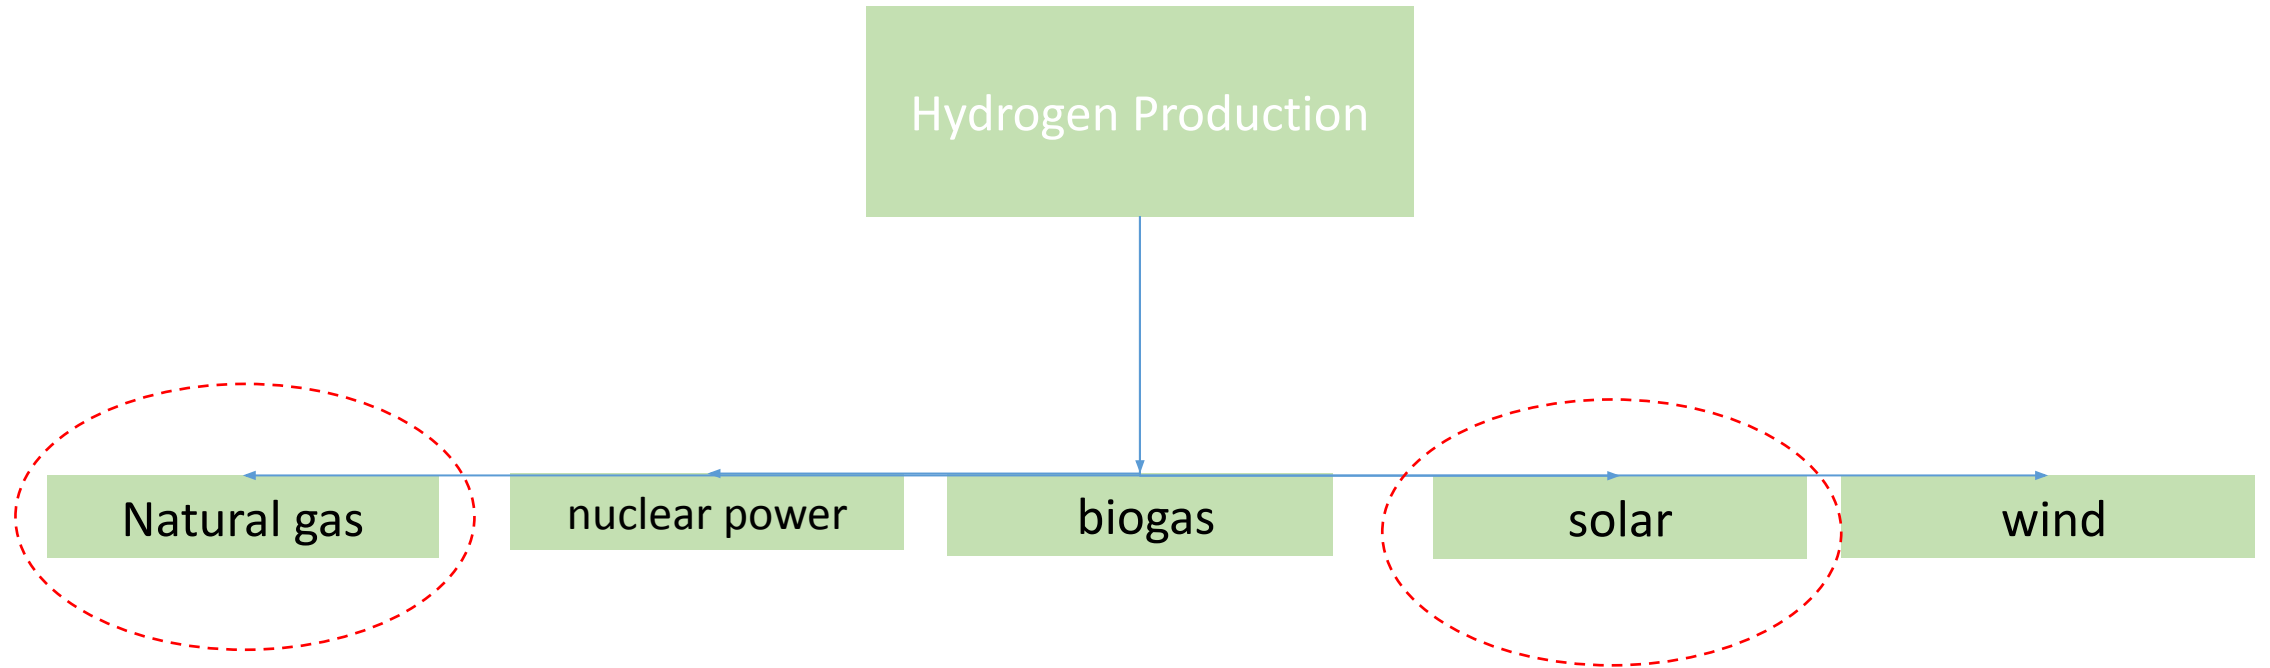 Hydrogen Production
Natural gas
nuclear power
biogas
solar
wind